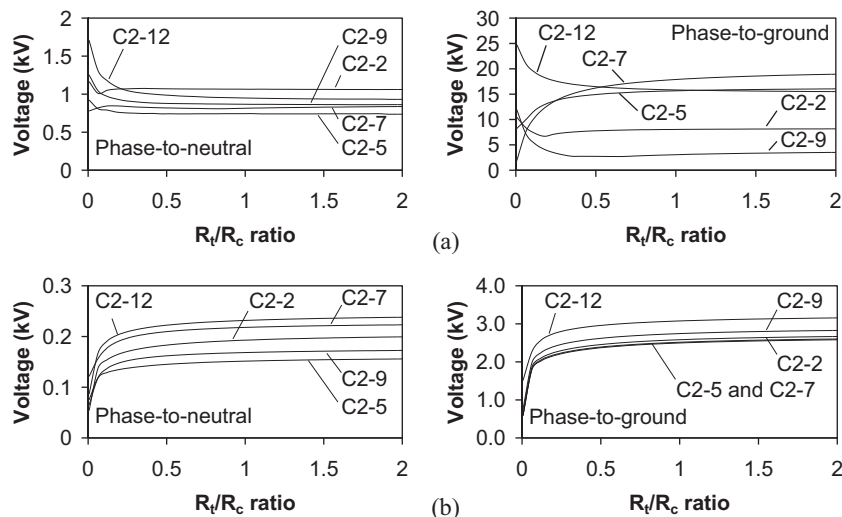 Voltage (kV)
2
1.5
1
0.5
0
C2-12
C2-9
C2-2
C2-7
C2-5
Phase-to-neutral
0
0.5
1
1.5
2
Rt/Rc ratio
Voltage (kV)
30
25
20
15
10
5
0
Phase-to-ground
C2-12
C2-7
C2-5
C2-2
C2-9
0
0.5
1
1.5
2
Rt/Rc ratio
(a)
Voltage (kV)
0.3
0.2
0.1
0
C2-12
C2-2
C2-7
C2-9
C2-5
Phase-to-neutral
0
0.5
1
1.5
2
Rt/Rc ratio
Voltage (kV)
4.0
3.0
2.0
1.0
0.0
C2-12
C2-9
C2-2
C2-5 and C2-7
Phase-to-ground
0
0.5
1
1.5
2
Rt/Rc ratio
(b)